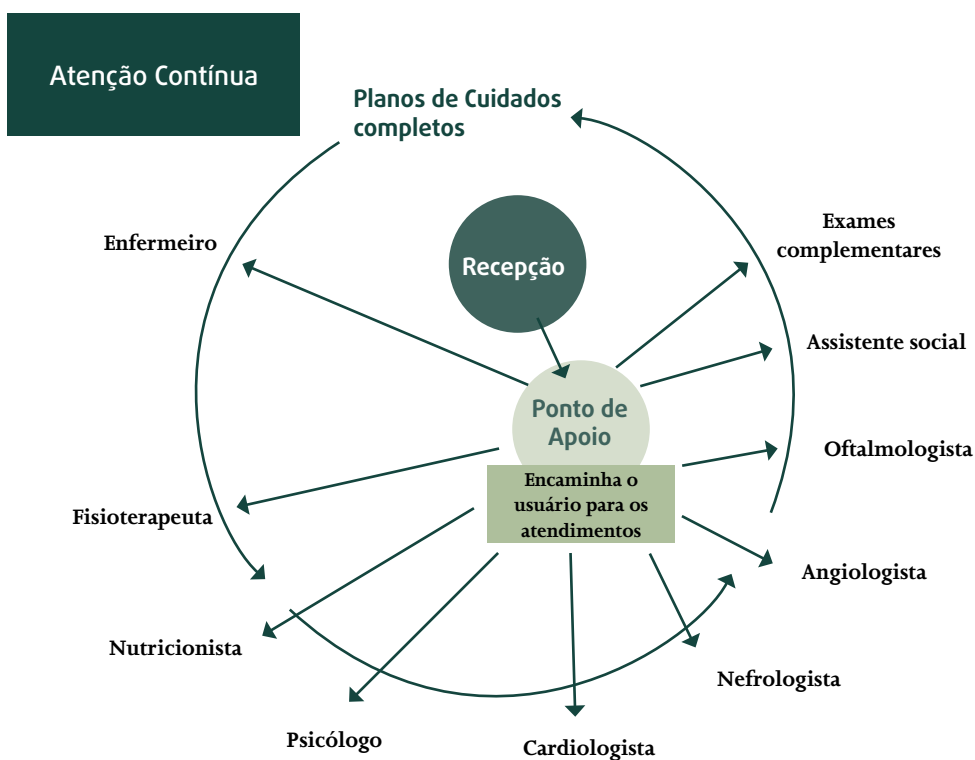 Atenção Contínua
Planos de Cuidados
completos
Enfermeiro
Recepção
Exames
complementares
Assistente social
Ponto de
Apoio
Oftalmologista
Encaminha o
usuário para os
atendimentos
Fisioterapeuta
Angiologista
Nutricionista
Nefrologista
Psicólogo
Cardiologista